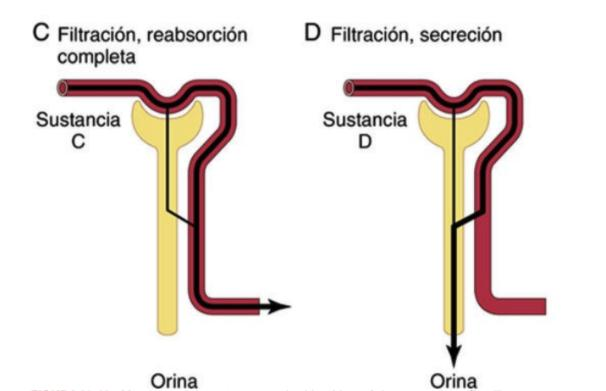 C Filtración, reabsorción
completa
Sustancia
C
Orina
D Filtración, secreción
Sustancia
D
Orina